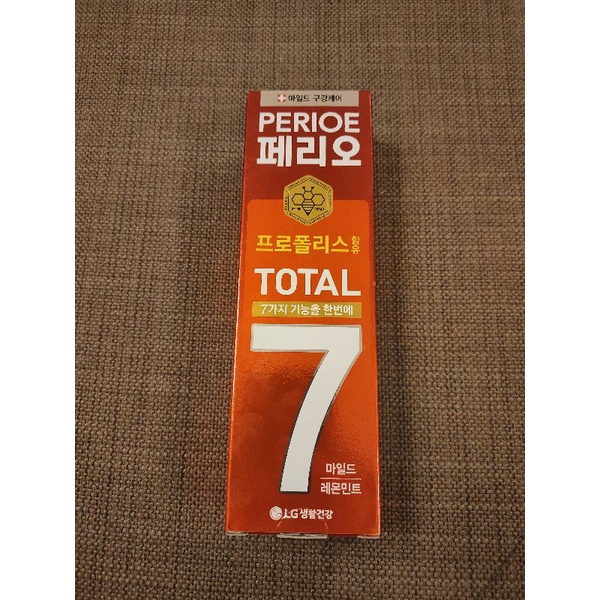 마일드 구강케어
PERIOE
페리오
프로폴리스 함유
TOTAL
7가지 기능을 한번에
7
마일드
레몬민트
LG 생활건강